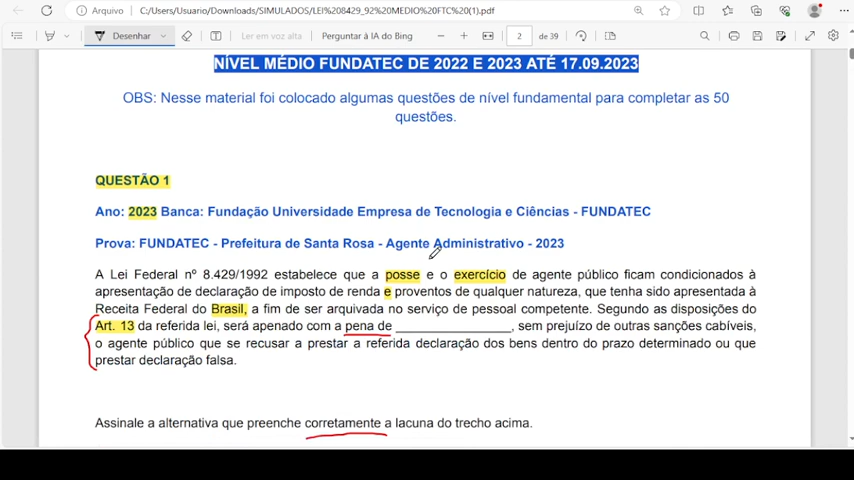 Arquivo
C:/Users/Usuario/Downloads/SIMULADOS/LEI%208429_92%20MEDIO%20FTC%20(1).pdf
Desenhar
Ler em voz alta
Perguntar à IA do Bing
2
de 39
NÍVEL MÉDIO FUNDATEC DE 2022 E 2023 ATÉ 17.09.2023
OBS: Nesse material foi colocado algumas questões de nível fundamental para completar as 50
questões.
QUESTÃO 1
Ano: 2023 Banca: Fundação Universidade Empresa de Tecnologia e Ciências - FUNDATEC
Prova: FUNDATEC - Prefeitura de Santa Rosa - Agente Administrativo - 2023
A Lei Federal nº 8.429/1992 estabelece que a posse e o exercício de agente público ficam condicionados à
apresentação de declaração de imposto de renda e proventos de qualquer natureza, que tenha sido apresentada à
Receita Federal do Brasil, a fim de ser arquivada no serviço de pessoal competente. Segundo as disposições do
Art. 13 da referida lei, será apenado com a pena de ________________, sem prejuízo de outras sanções cabíveis,
o agente público que se recusar a prestar a referida declaração dos bens dentro do prazo determinado ou que
prestar declaração falsa.
Assinale a alternativa que preenche corretamente a lacuna do trecho acima.